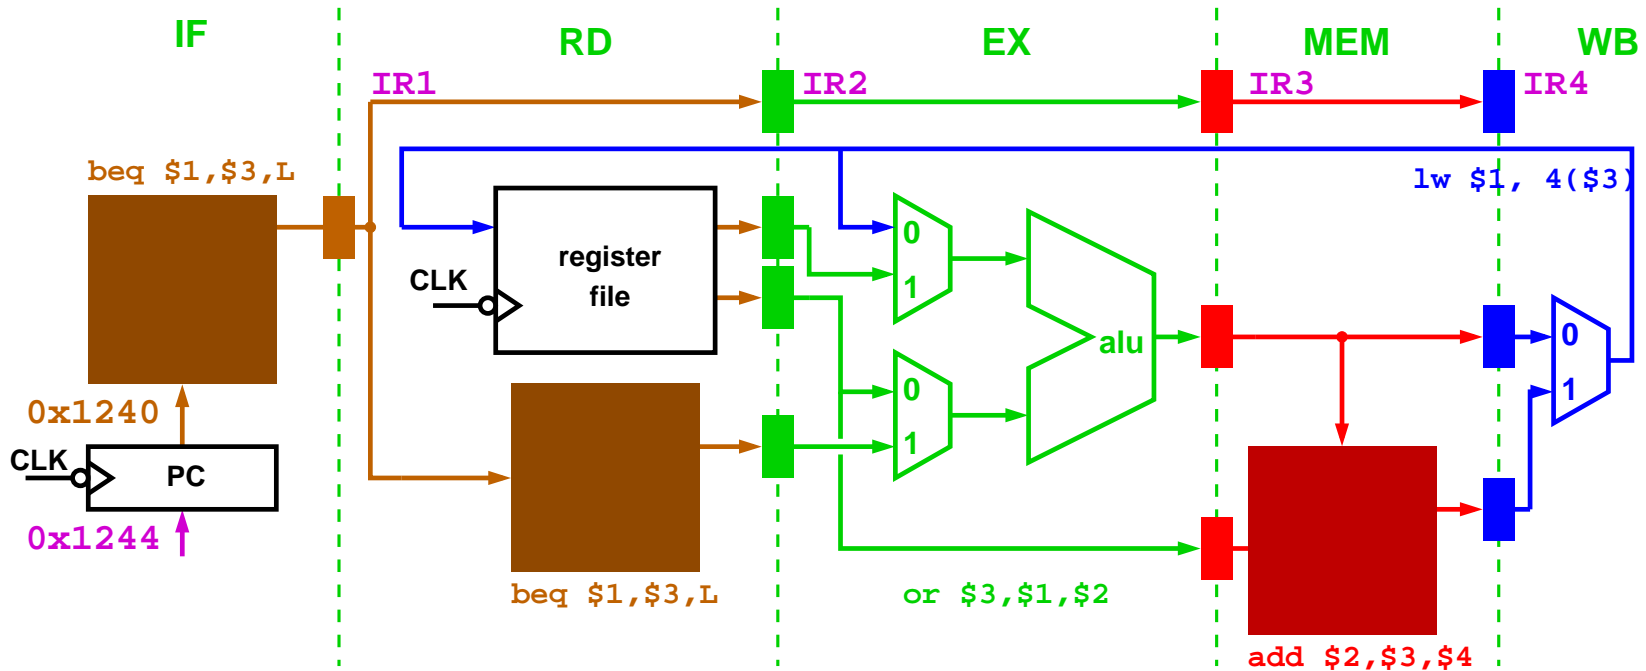 IF
RD
EX
MEM
WB
IR1
IR2
IR3
IR4
beq $1,$3,L
lw $1, 4($3)
register
file
CLK
0
1
0
1
alu
0
1
0x1240
CLK
PC
0x1244
beq $1,$3,L
or $3,$1,$2
add $2,$3,$4